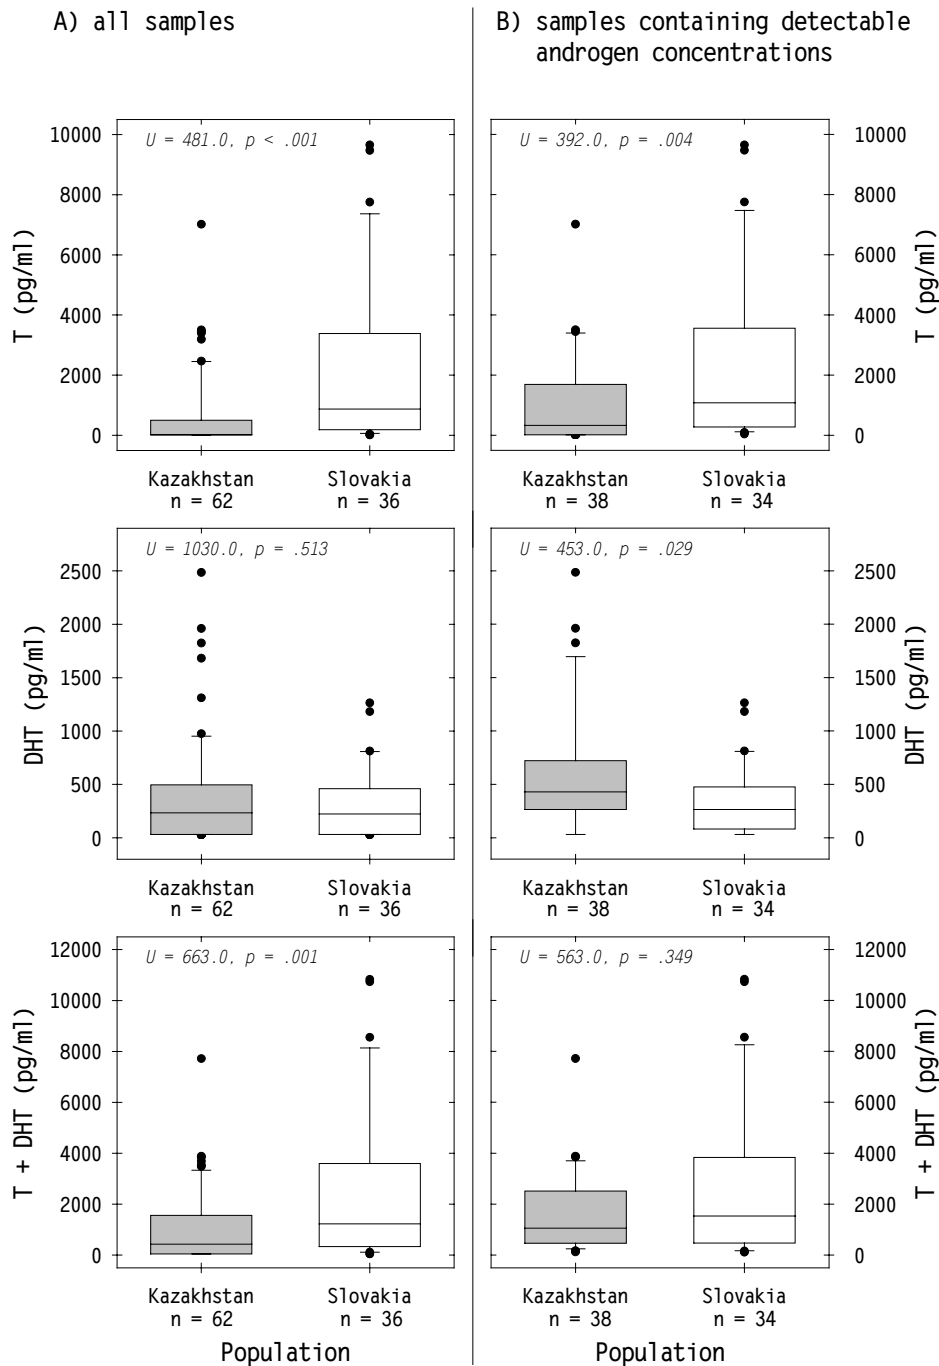 A) all samples
B) samples containing detectable
androgen concentrations
U = 481.0, p < .001
10000
8000
6000
4000
2000
0
T (pg/ml)
Kazakhstan
n = 62
Slovakia
n = 36
U = 392.0, p = .004
10000
8000
6000
4000
2000
0
T (pg/ml)
Kazakhstan
n = 38
Slovakia
n = 34
U = 1030.0, p = .513
2500
2000
1500
1000
500
0
DHT (pg/ml)
Kazakhstan
n = 62
Slovakia
n = 36
U = 453.0, p = .029
2500
2000
1500
1000
500
0
DHT (pg/ml)
Kazakhstan
n = 38
Slovakia
n = 34
U = 663.0, p = .001
12000
10000
8000
6000
4000
2000
0
T + DHT (pg/ml)
Kazakhstan
n = 62
Slovakia
n = 36
Population
U = 563.0, p = .349
12000
10000
8000
6000
4000
2000
0
T + DHT (pg/ml)
Kazakhstan
n = 38
Slovakia
n = 34
Population